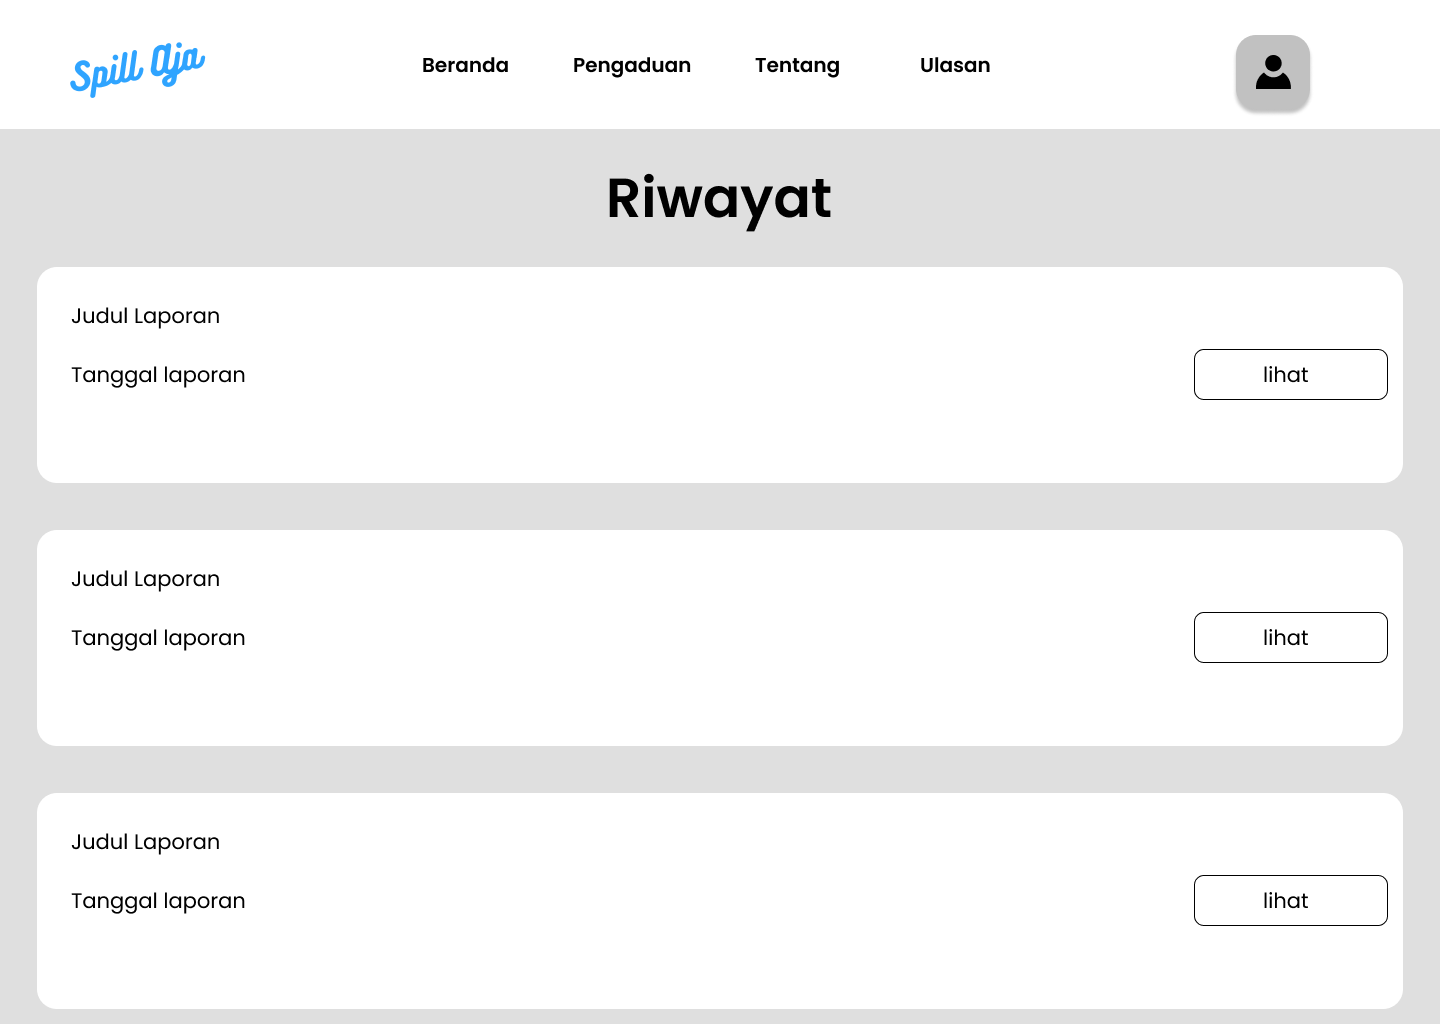 Spill Aja
Beranda Pengaduan Tentang Ulasan
Riwayat
Judul Laporan
Tanggal laporan
lihat
Judul Laporan
Tanggal laporan
lihat
Judul Laporan
Tanggal laporan
lihat